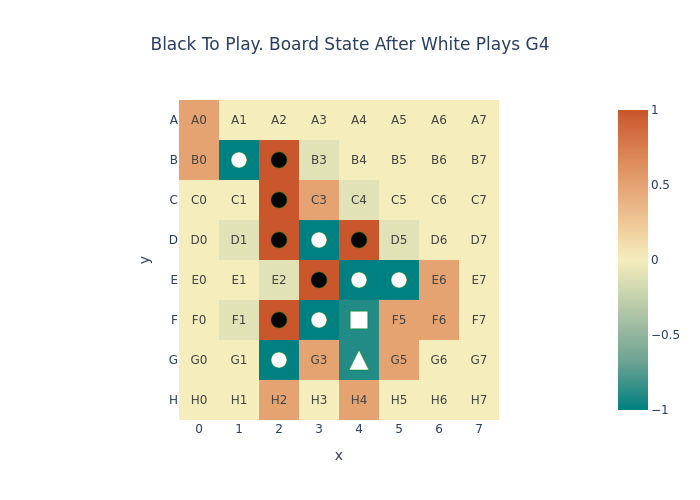 Black To Play. Board State After White Plays G4
A A0 A1 A2 A3 A4 A5 A6 A7
B B0 B3 B4 B5 B6 B7
C C0 C1 C3 C4 C5 C6 C7
D D0 D1 D5 D6 D7
E E0 E1 E2 E6 E7
F F0 F1 F5 F6 F7
G G0 G1 G3 G5 G6 G7
H H0 H1 H2 H3 H4 H5 H6 H7
0 1 2 3 4 5 6 7
x
y
1
0.5
0
−0.5
−1